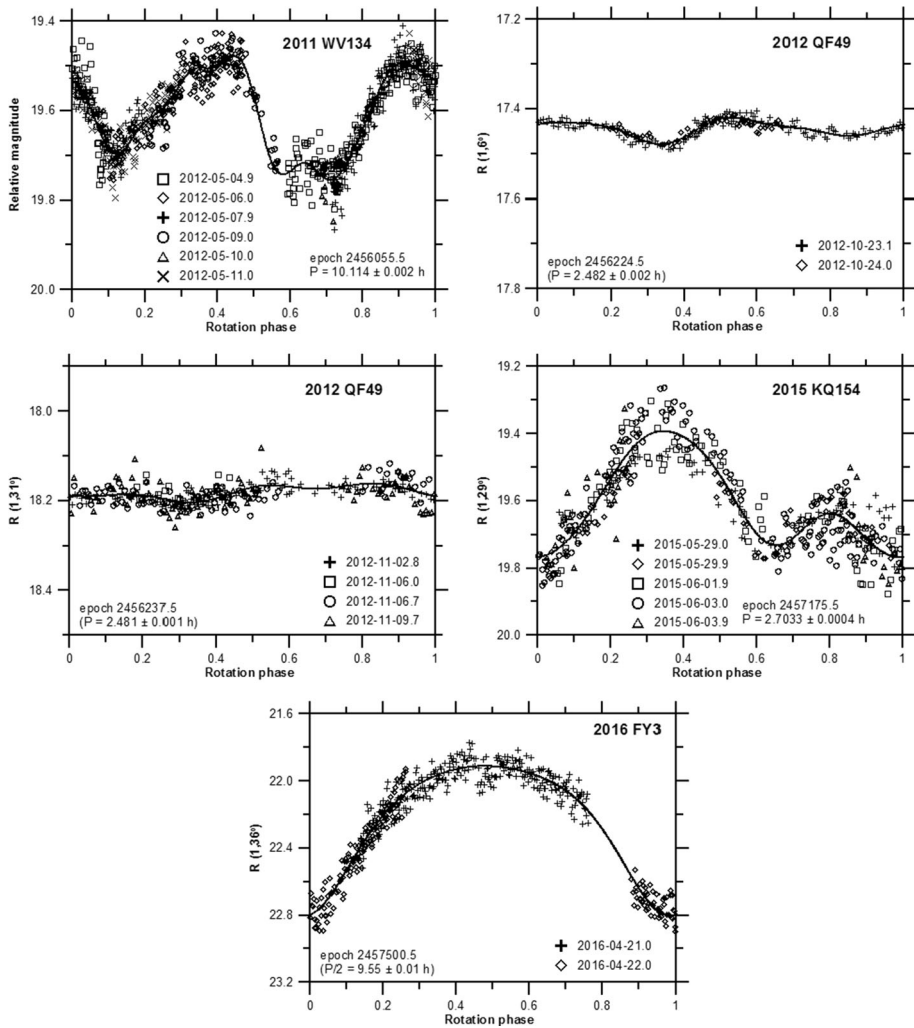 19.4
19.6
19.8
20.0
Relative magnitude
2011 WV134
2012-05-04.9
2012-05-06.0
2012-05-07.9
2012-05-09.0
2012-05-10.0
2012-05-11.0
epoch 2456055.5
P = 10.114 ± 0.002 h
0 0.2 0.4 0.6 0.8 1
Rotation phase
17.2
17.4
17.6
17.8
R (1,6º)
2012 QF49
2012-10-23.1
2012-10-24.0
epoch 2456224.5
(P = 2.482 ± 0.002 h)
0 0.2 0.4 0.6 0.8 1
Rotation phase
18.0
18.2
18.4
R (1,31º)
2012 QF49
2012-11-02.8
2012-11-06.0
2012-11-06.7
2012-11-09.7
epoch 2456237.5
(P = 2.481 ± 0.001 h)
0 0.2 0.4 0.6 0.8 1
Rotation phase
19.2
19.4
19.6
19.8
20.0
R (1,29º)
2015 KQ154
2015-05-29.0
2015-05-29.9
2015-06-01.9
2015-06-03.0
2015-06-03.9
epoch 2457175.5
P = 2.7033 ± 0.0004 h
0 0.2 0.4 0.6 0.8 1
Rotation phase
21.6
22.0
22.4
22.8
23.2
R (1,36º)
2016 FY3
2016-04-21.0
2016-04-22.0
epoch 2457500.5
(P/2 = 9.55 ± 0.01 h)
0 0.2 0.4 0.6 0.8 1
Rotation phase